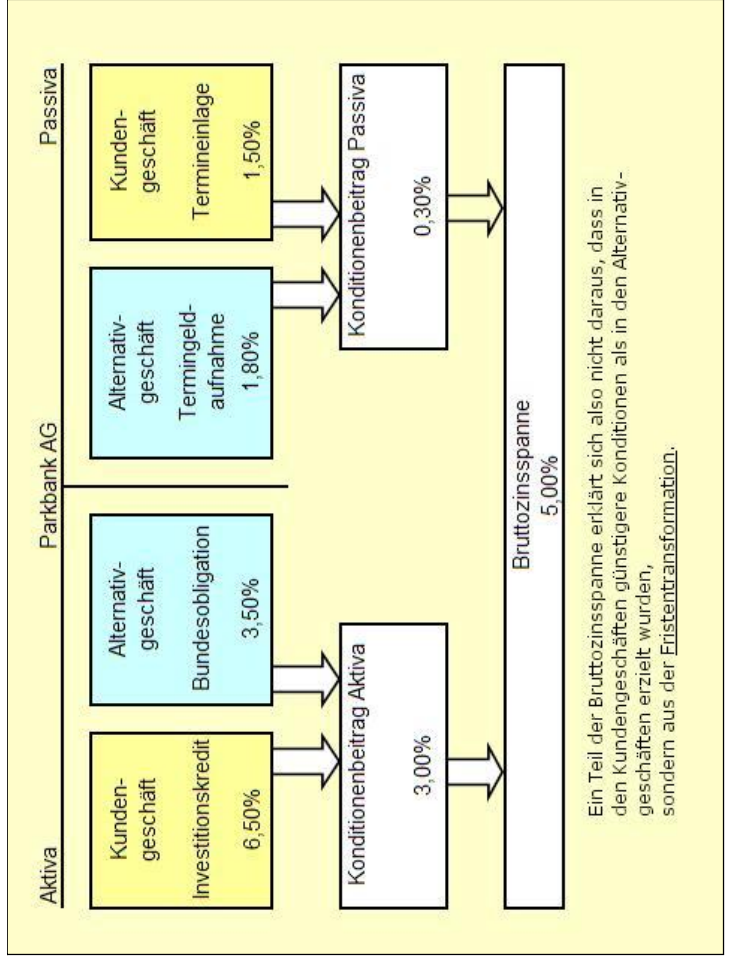 Aktiva Parkbank AG Passiva
Kunden-
geschäft
Investitionskredit
6,50%
Alternativ-
geschäft
Bundesobligation
3,50%
Alternativ-
geschäft
Termingeld-
aufnahme
1,80%
Kunden-
geschäft
Termineinlage
1,50%
Konditionenbeitrag Aktiva
3,00%
Konditionenbeitrag Passiva
0,30%
Bruttozinsspanne
5,00%
Ein Teil der Bruttozinsspanne erklärt sich also nicht daraus, dass in
den Kundengeschäften günstigere Konditionen als in den Alternativ-
geschäften erzielt wurden,
sondern aus der Fristentransformation.